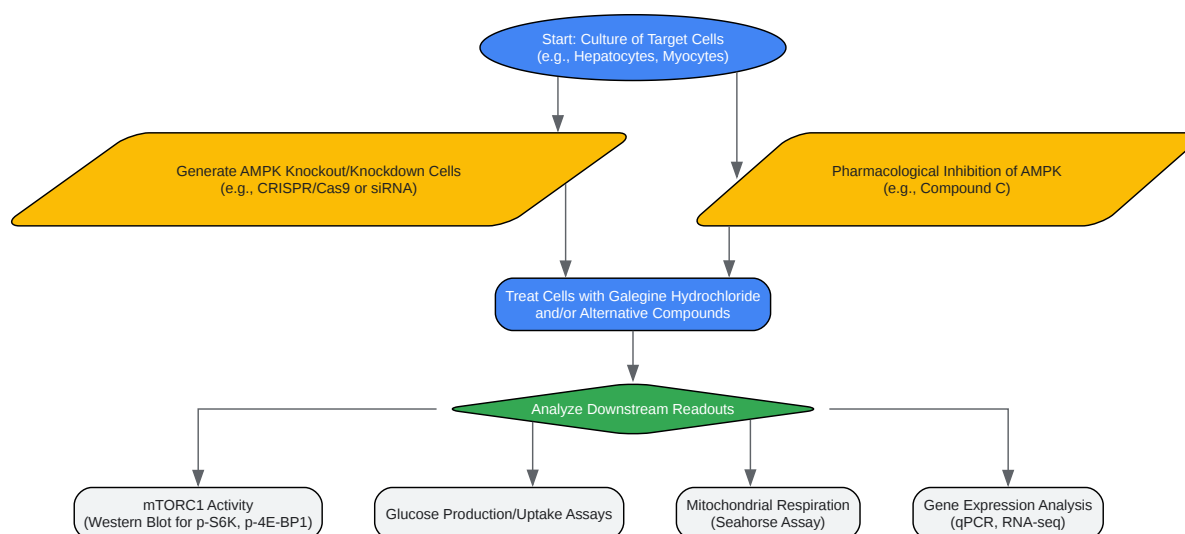 Start: Culture of Target Cells
(e.g., Hepatocytes, Myocytes)
Generate AMPK Knockout/Knockdown Cells
(e.g., CRISPR/Cas9 or siRNA)
Pharmacological Inhibition of AMPK
(e.g., Compound C)
Treat Cells with Galegine Hydrochloride
and/or Alternative Compounds
Analyze Downstream Readouts
mTORC1 Activity
(Western Blot for p-S6K, p-4E-BP1)
Glucose Production/Uptake Assays
Mitochondrial Respiration
(Seahorse Assay)
Gene Expression Analysis
(qPCR, RNA-seq)